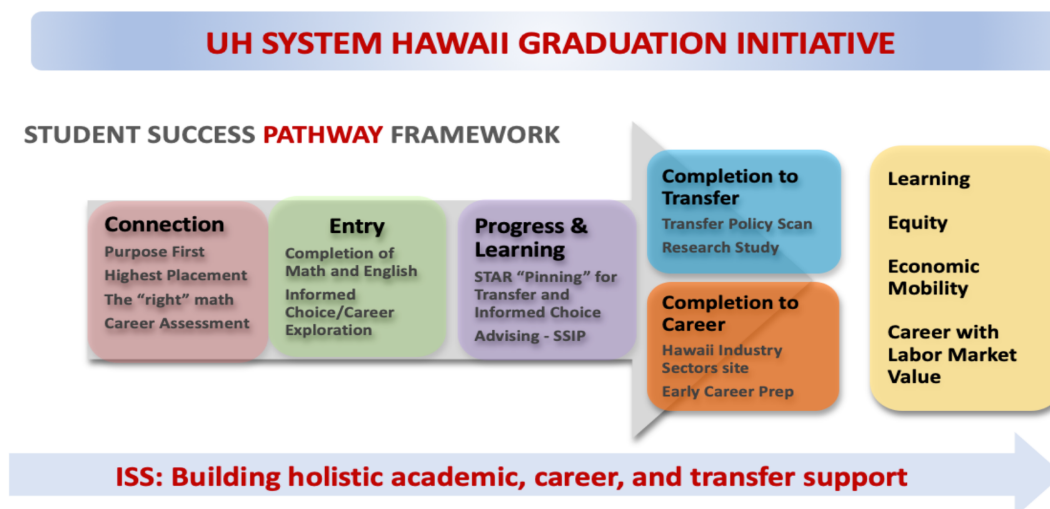 UH SYSTEM HAWAII GRADUATION INITIATIVE
STUDENT SUCCESS PATHWAY FRAMEWORK
Connection
Purpose First
Highest Placement
The “right” math
Career Assessment
Entry
Completion of
Math and English
Informed
Choice/Career
Exploration
Progress &
Learning
STAR “Pinning” for
Transfer and
Informed Choice
Advising - SSIP
Completion to
Transfer
Transfer Policy Scan
Research Study
Completion to
Career
Hawaii Industry
Sectors site
Early Career Prep
Learning
Equity
Economic
Mobility
Career with
Labor Market
Value
ISS: Building holistic academic, career, and transfer support